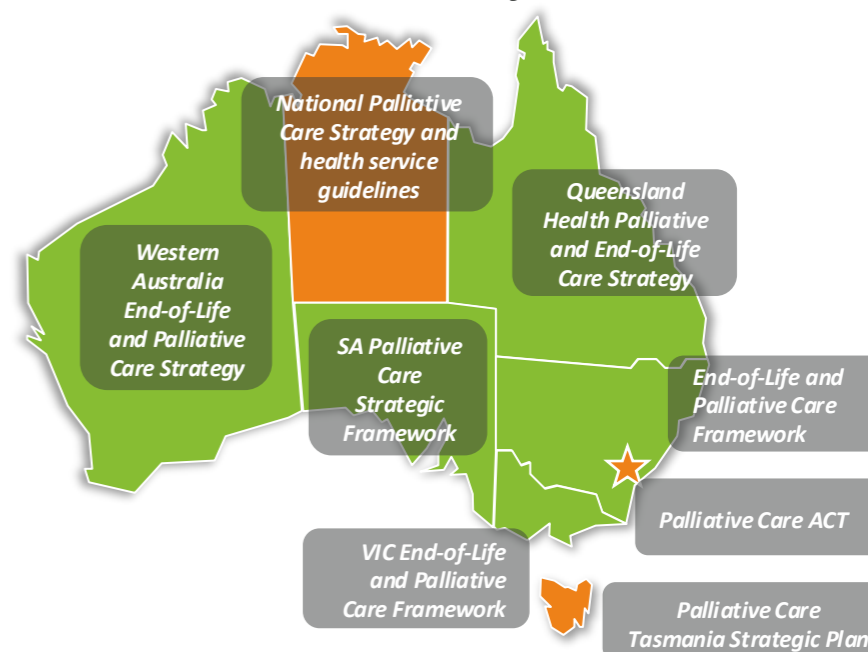 National Palliative
Care Strategy and
health service
guidelines
Queensland
Health Palliative
and End-of-Life
Care Strategy
Western
Australia
End-of-Life
and Palliative
Care Strategy
SA Palliative
Care
Strategic
Framework
End-of-Life and
Palliative Care
Framework
Palliative Care ACT
VIC End-of-Life
and Palliative
Care Framework
Palliative Care
Tasmania Strategic Plan